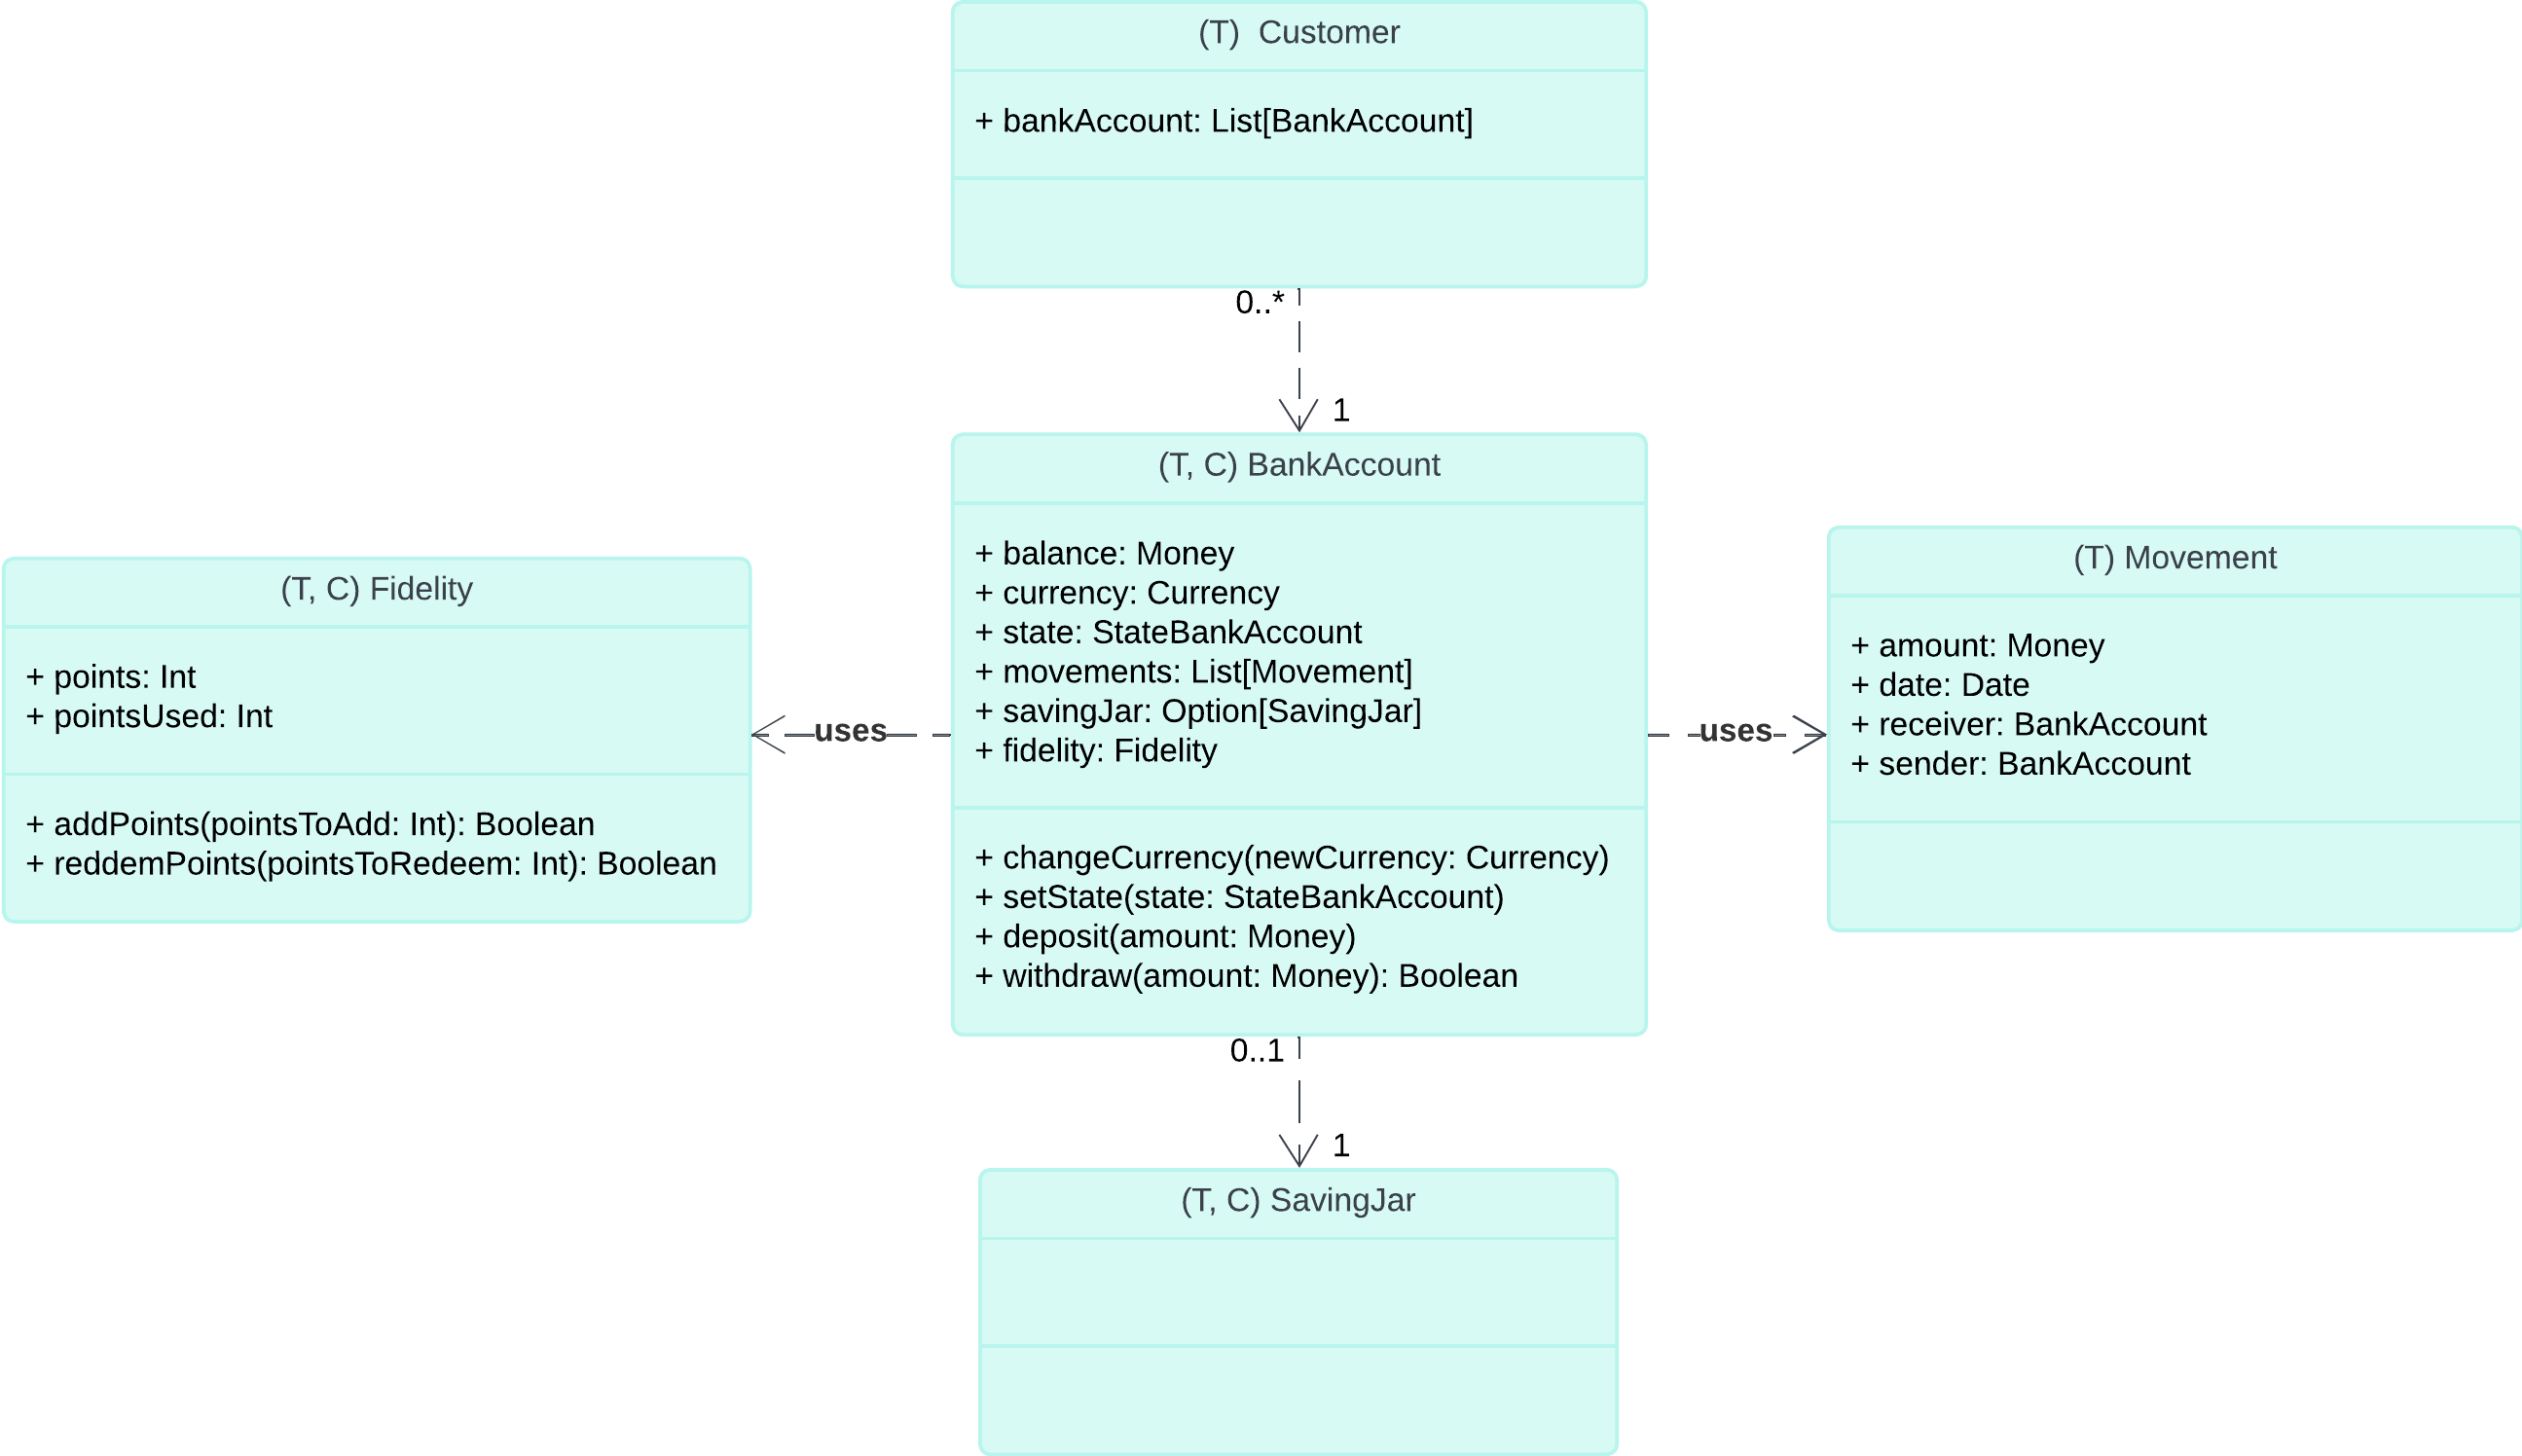 (T)  Customer
+ bankAccount: List[BankAccount]
0..*
1
(T, C) BankAccount
+ balance: Money
+ currency: Currency
+ state: StateBankAccount
+ movements: List[Movement]
+ savingJar: Option[SavingJar]
+ fidelity: Fidelity
+ changeCurrency(newCurrency: Currency)
+ setState(state: StateBankAccount)
+ deposit(amount: Money)
+ withdraw(amount: Money): Boolean
(T, C) Fidelity
+ points: Int
+ pointsUsed: Int
+ addPoints(pointsToAdd: Int): Boolean
+ reddemPoints(pointsToRedeem: Int): Boolean
uses
uses
(T) Movement
+ amount: Money
+ date: Date
+ receiver: BankAccount
+ sender: BankAccount
0..1
1
(T, C) SavingJar